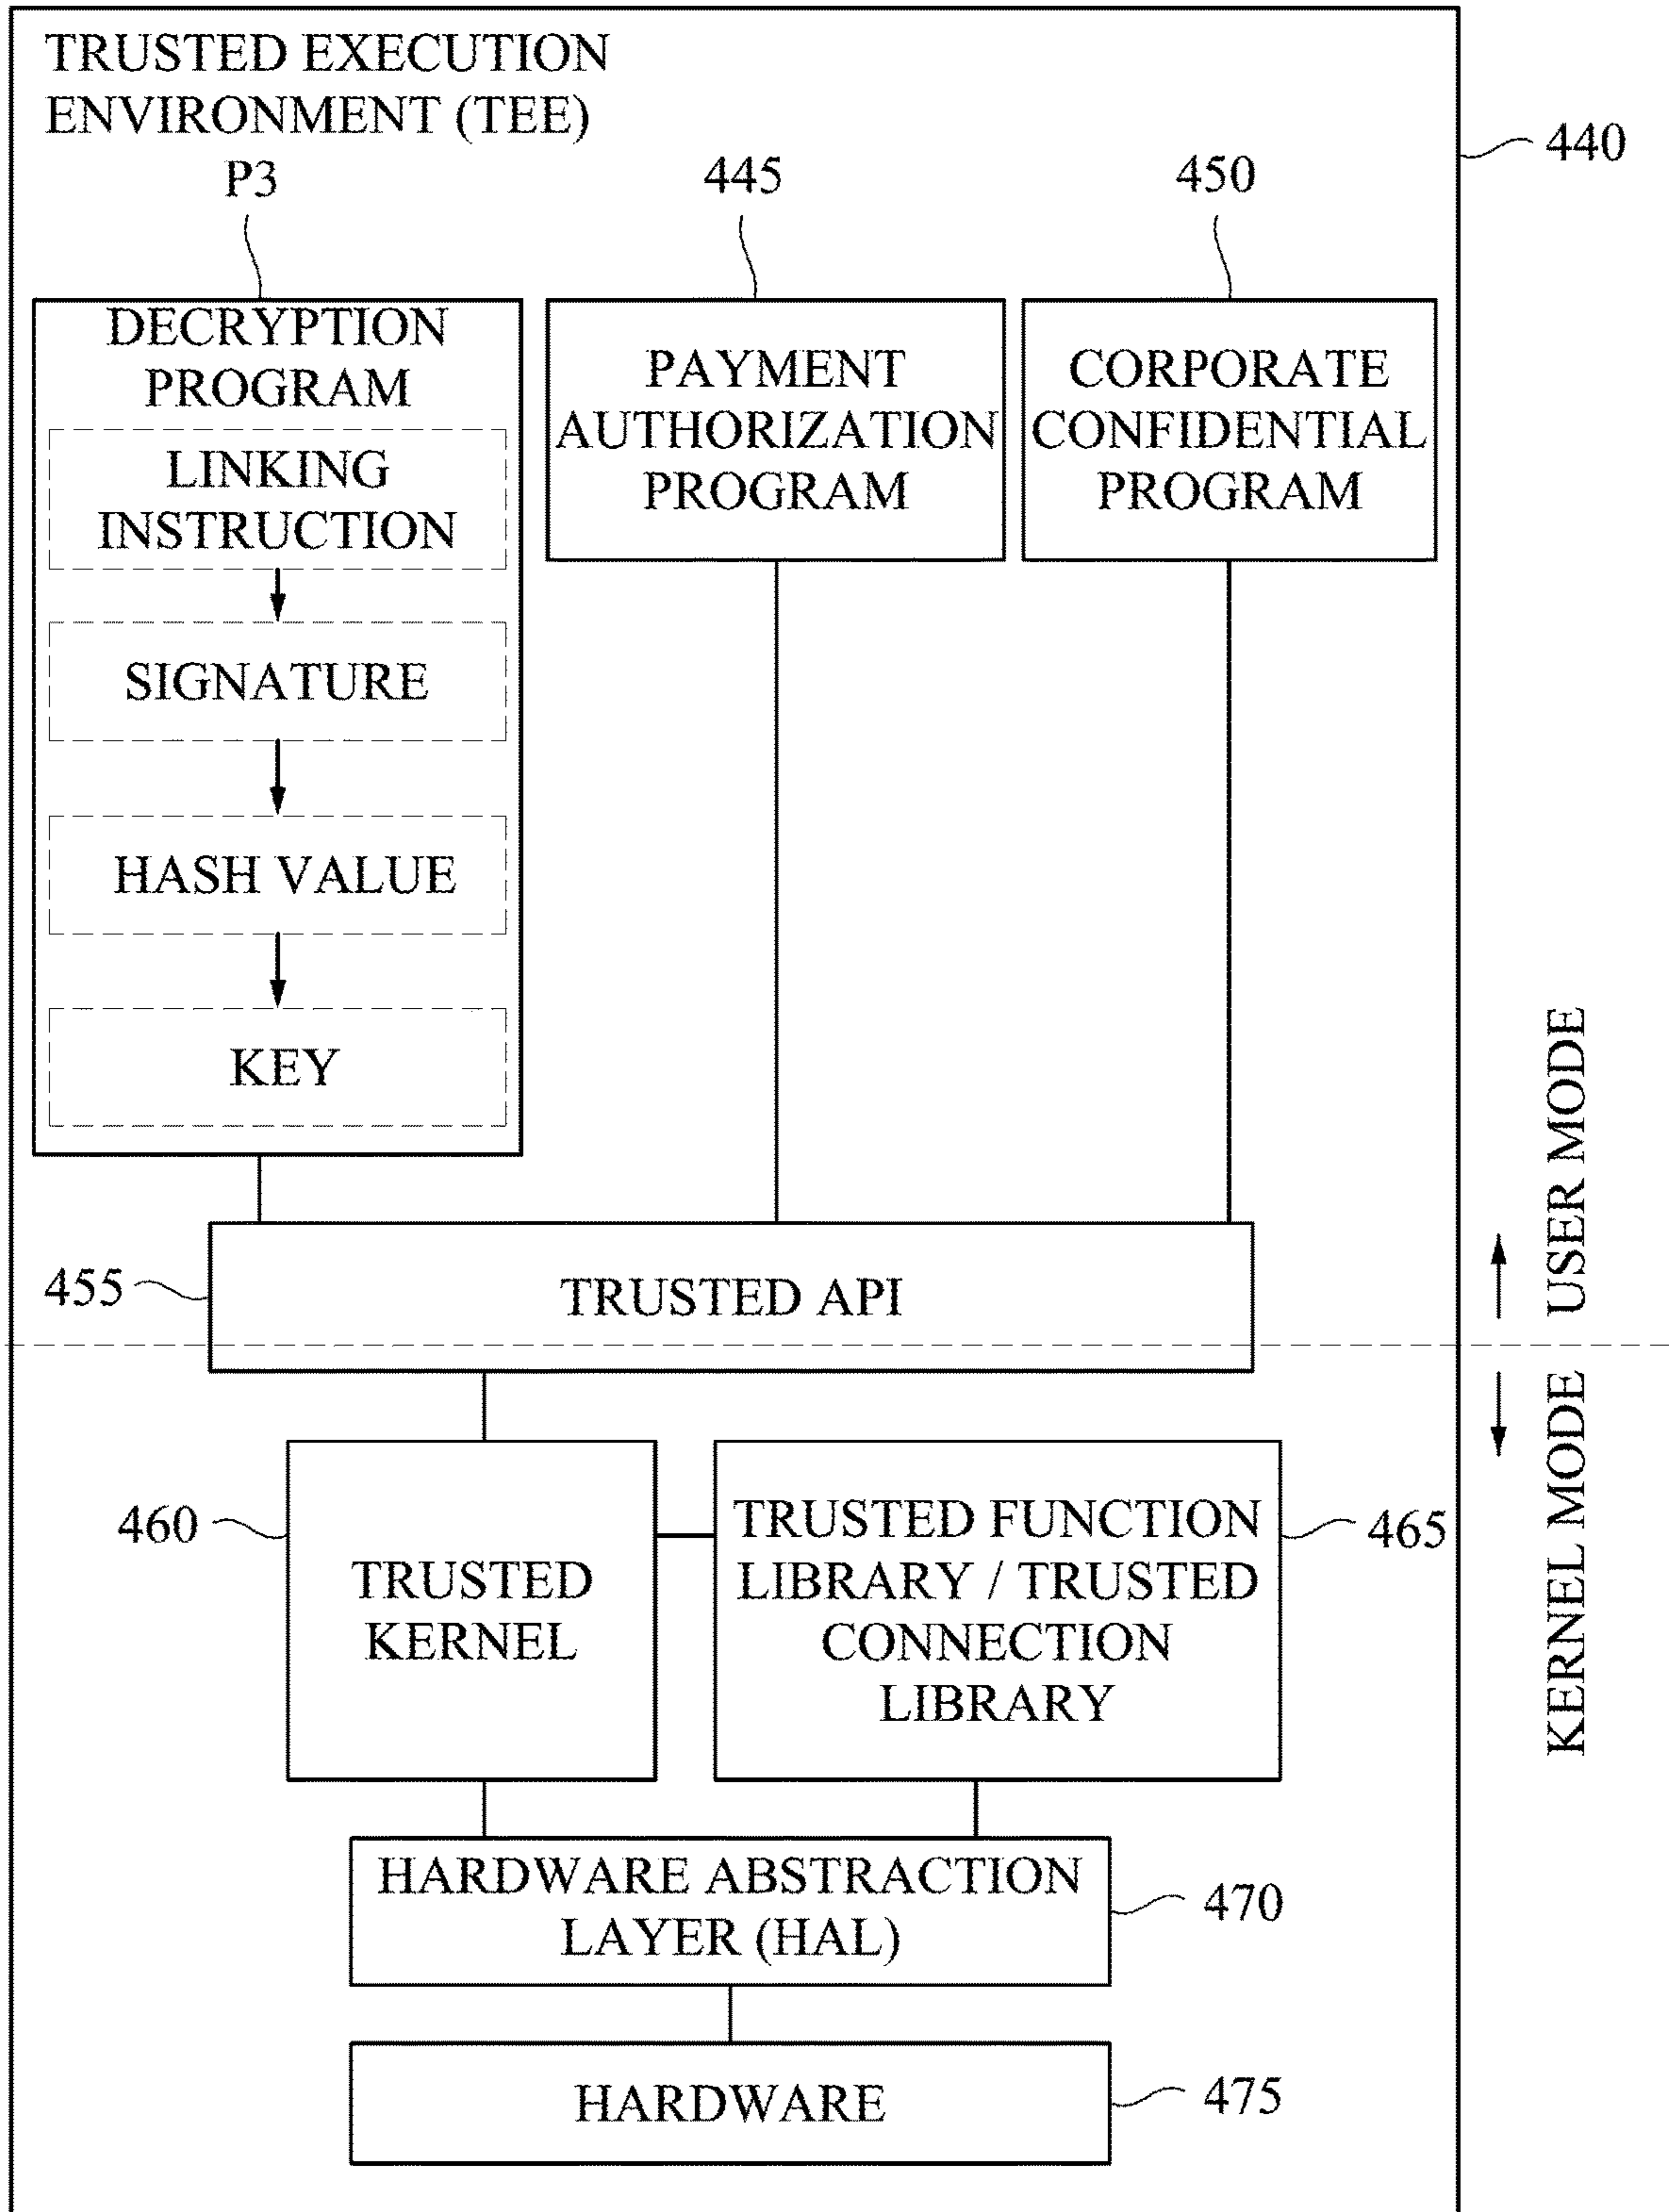 TRUSTED EXECUTION
ENVIRONMENT (TEE)
440
P3
445
450
DECRYPTION
PROGRAM
LINKING
INSTRUCTION
SIGNATURE
HASH VALUE
KEY
PAYMENT
AUTHORIZATION
PROGRAM
CORPORATE
CONFIDENTIAL
PROGRAM
USER MODE
455
TRUSTED API
KERNEL MODE
460
TRUSTED
KERNEL
TRUSTED FUNCTION
LIBRARY / TRUSTED
CONNECTION
LIBRARY
465
HARDWARE ABSTRACTION
LAYER (HAL)
470
HARDWARE
475